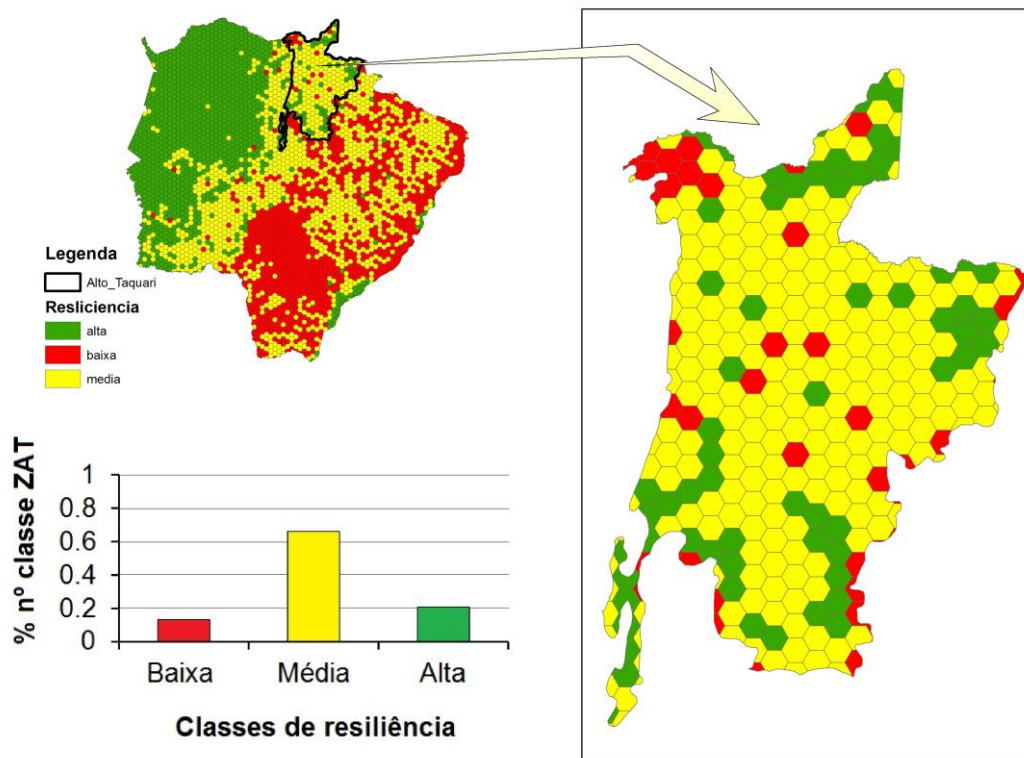 Legenda
Alto_Taquari
Resliciencia
alta
baixa
media
% nº classe ZAT
1
0.8
0.6
0.4
0.2
0
Baixa Média Alta
Classes de resiliência